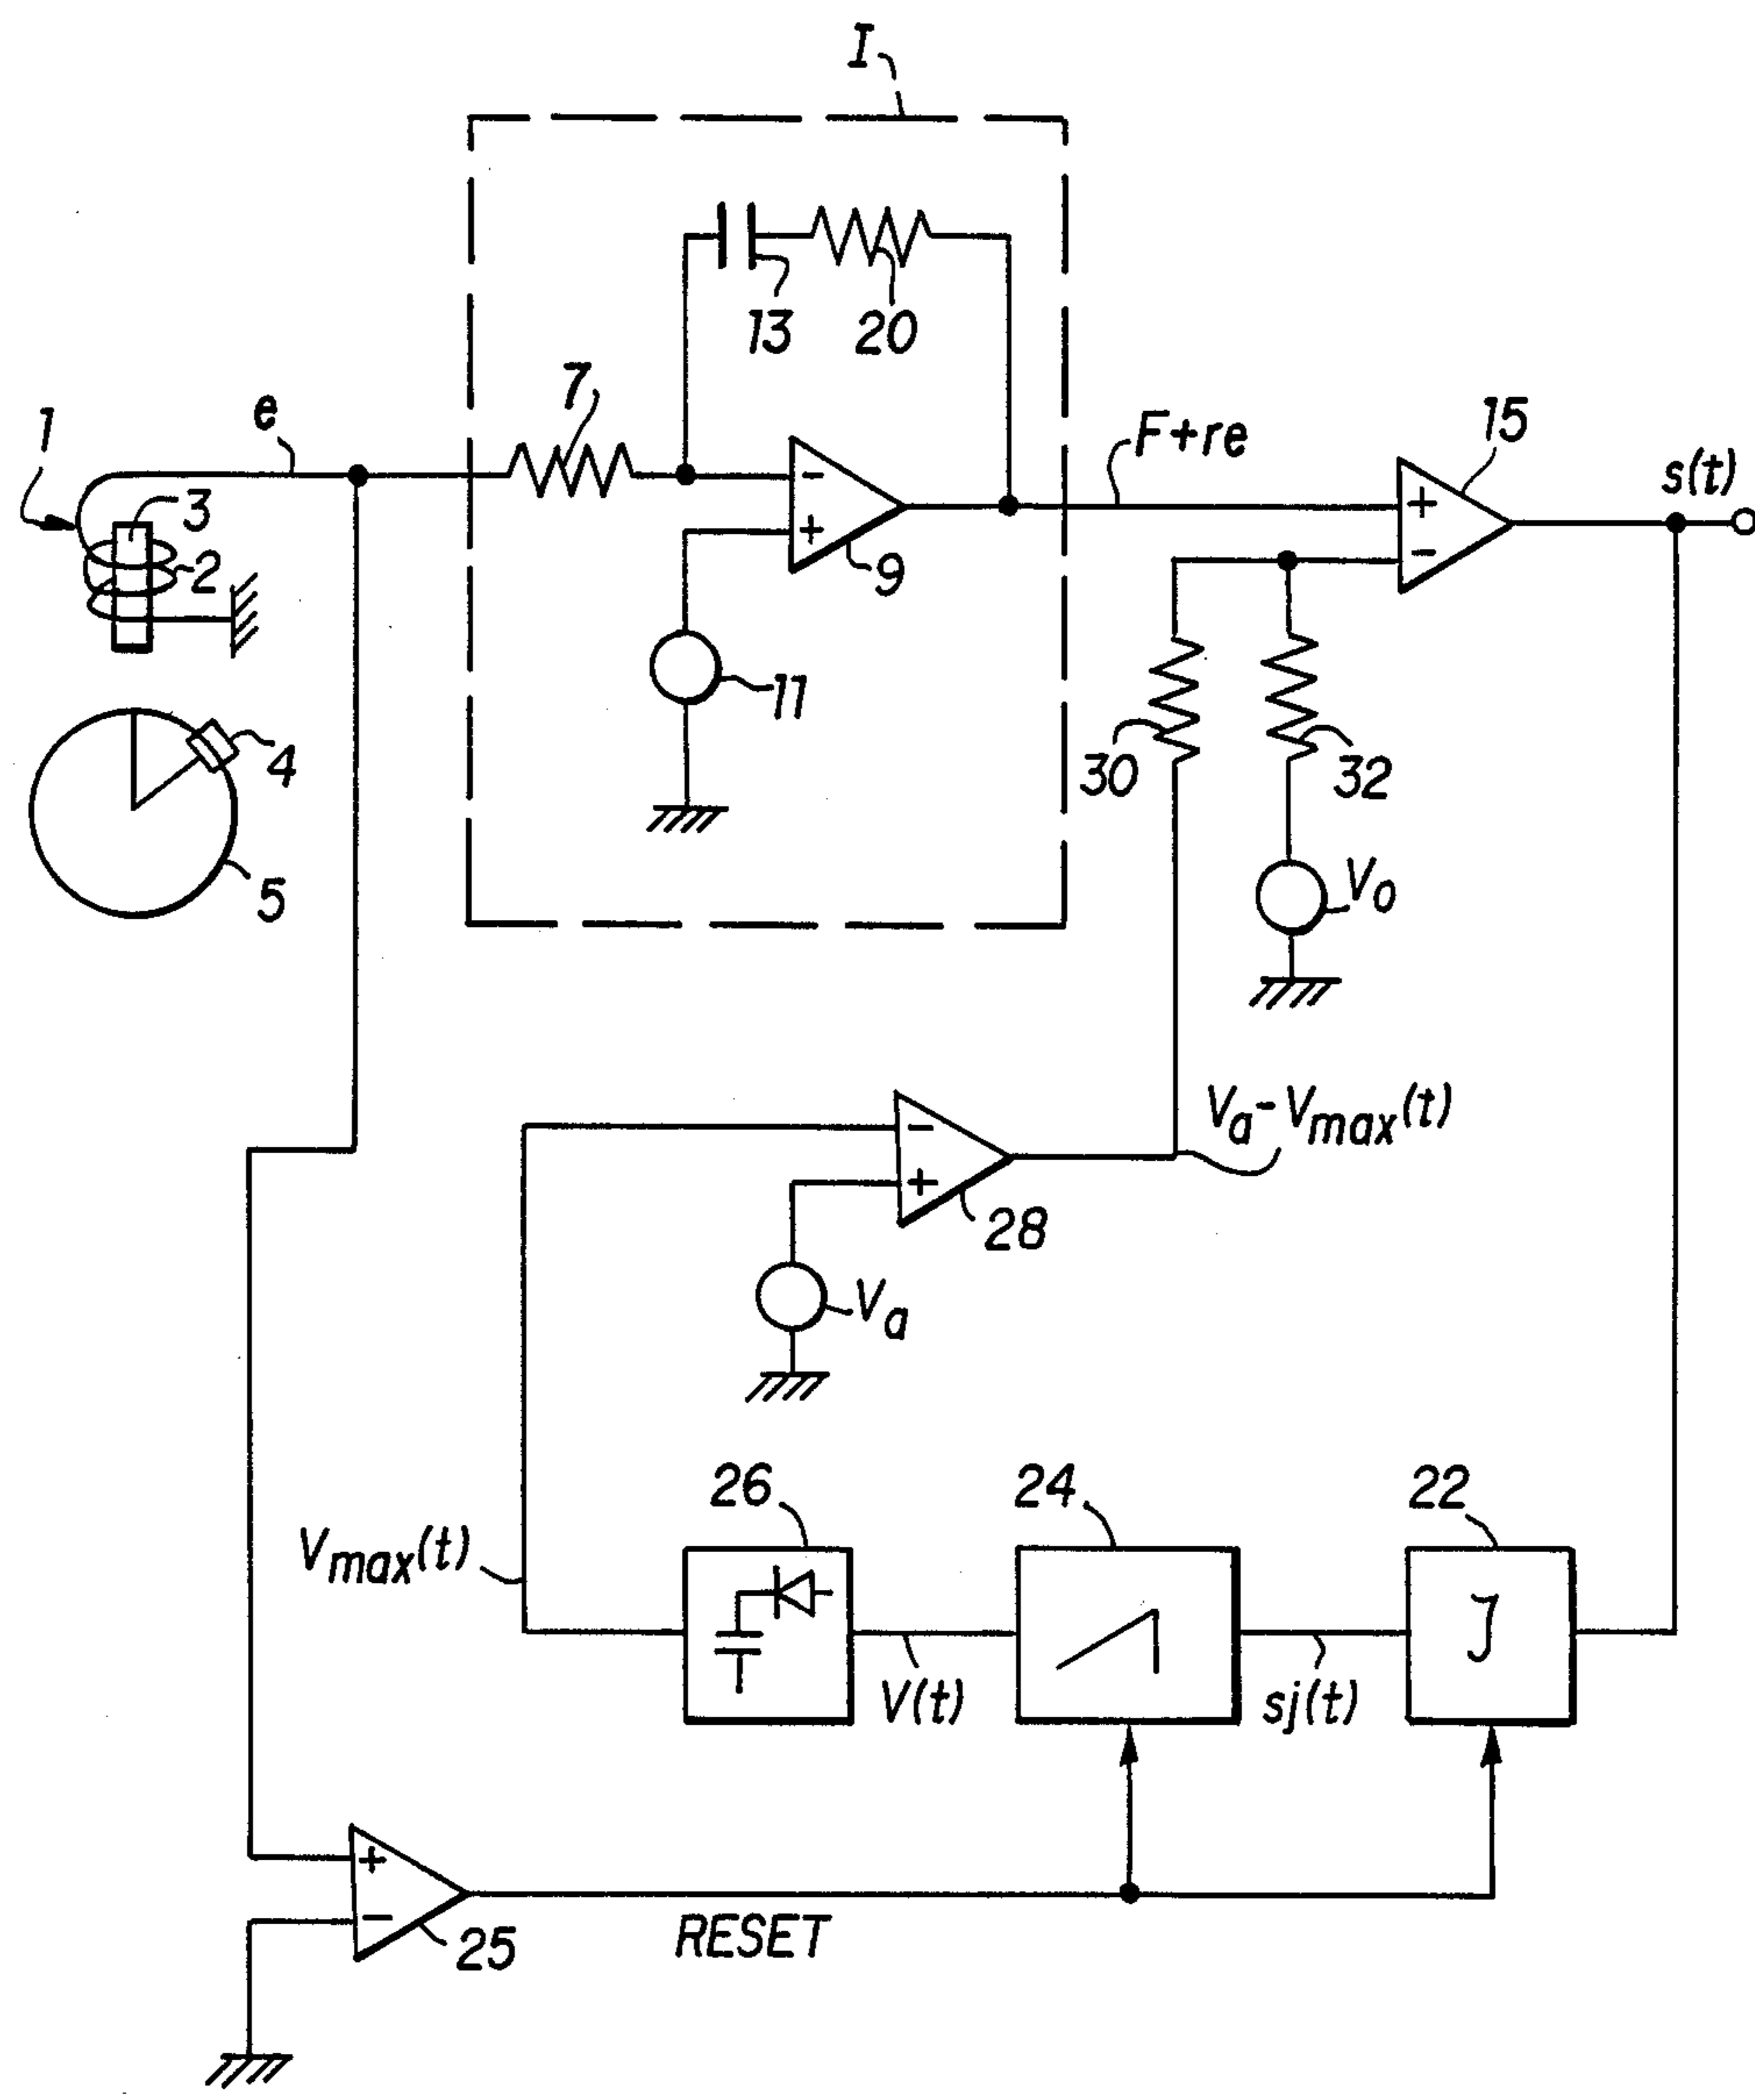 I
13
20
7
e
1
3
2
-
+
9
11
F+re
15
+
-
s(t)
4
5
30
32
Vo
Va-Vmax(t)
-
+
28
Va
26
24
22
Vmax(t)
J
V(t)
sj(t)
+
-
25
RESET